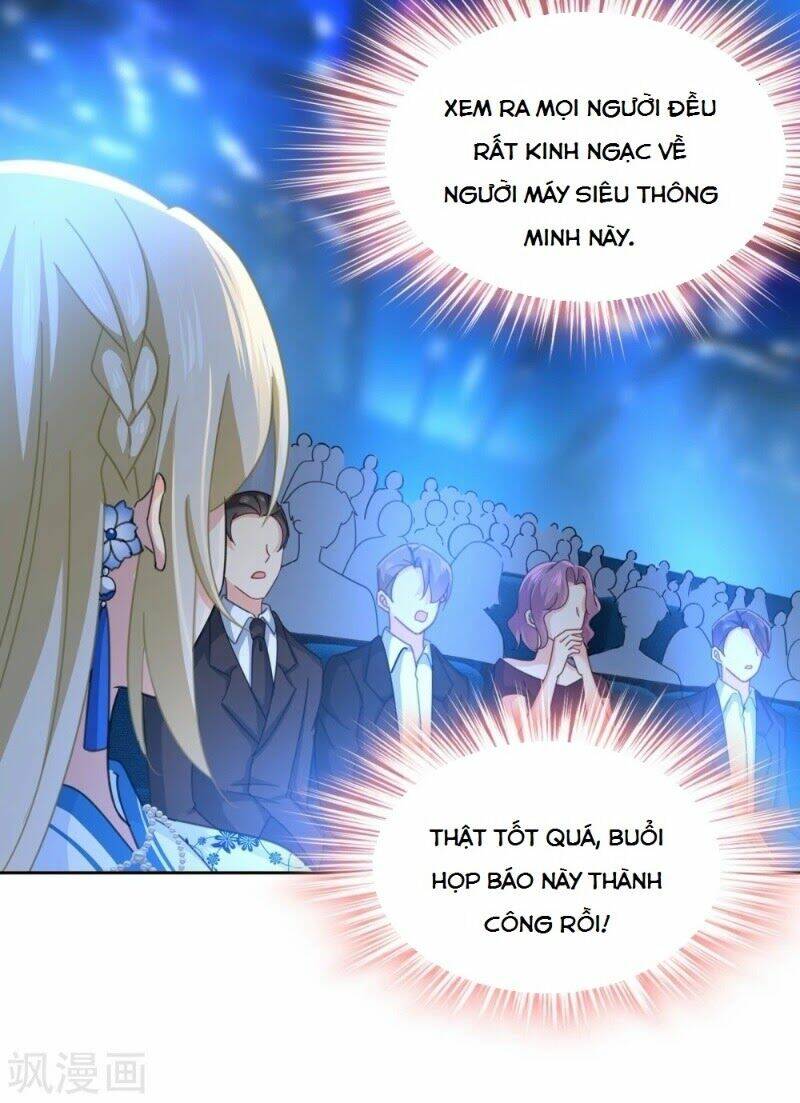 XEM RA MỌI NGƯỜI ĐỀU
RẤT KINH NGẠC VỀ
NGƯỜI MÁY SIÊU THÔNG
MINH NÀY.
THẬT TỐT QUÁ, BUỔI
HỌP BÁO NÀY THÀNH
CÔNG RỒI!
飒漫画